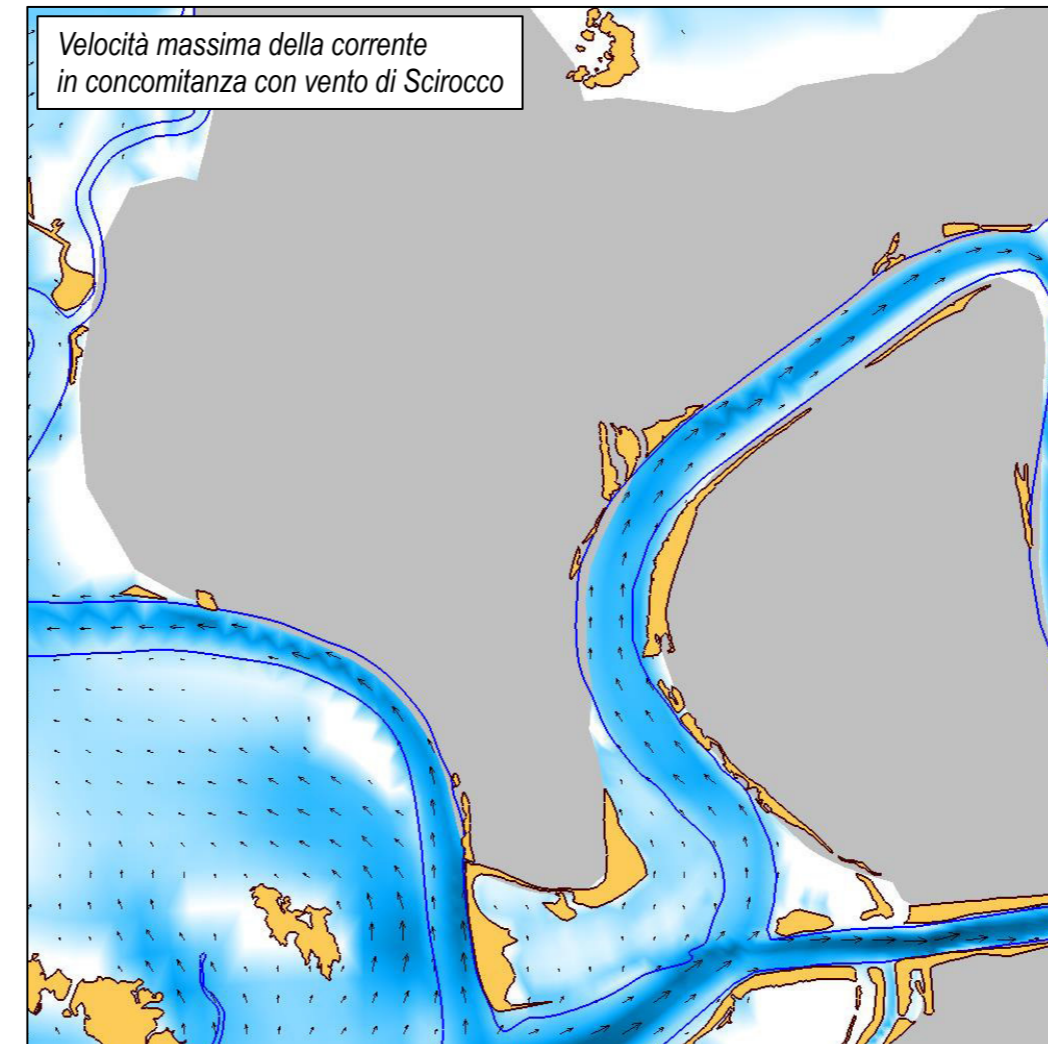 Velocità massima della corrente
in concomitanza con vento di Scirocco